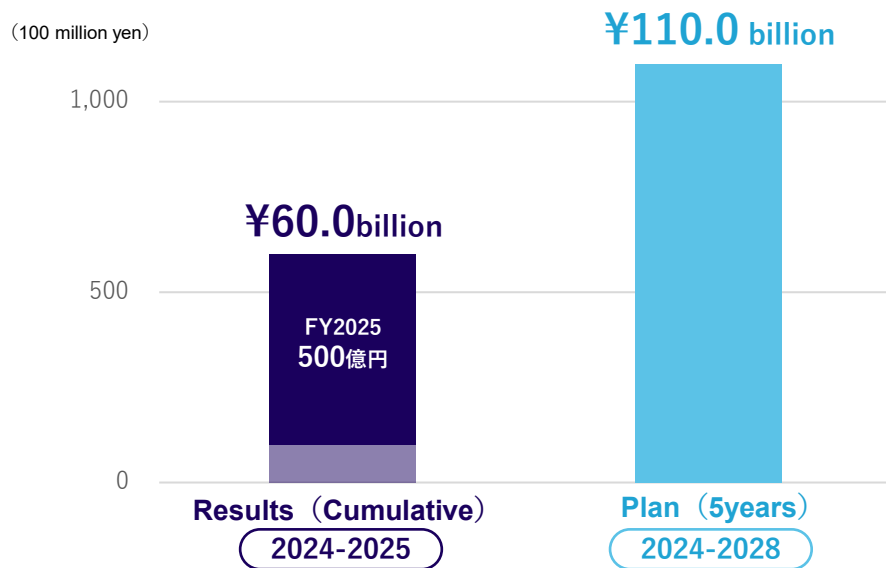 （100 million yen）
¥110.0 billion
1,000
¥60.0billion
500
FY2025
500億円
0
Results（Cumulative）
2024-2025
Plan（5years）
2024-2028